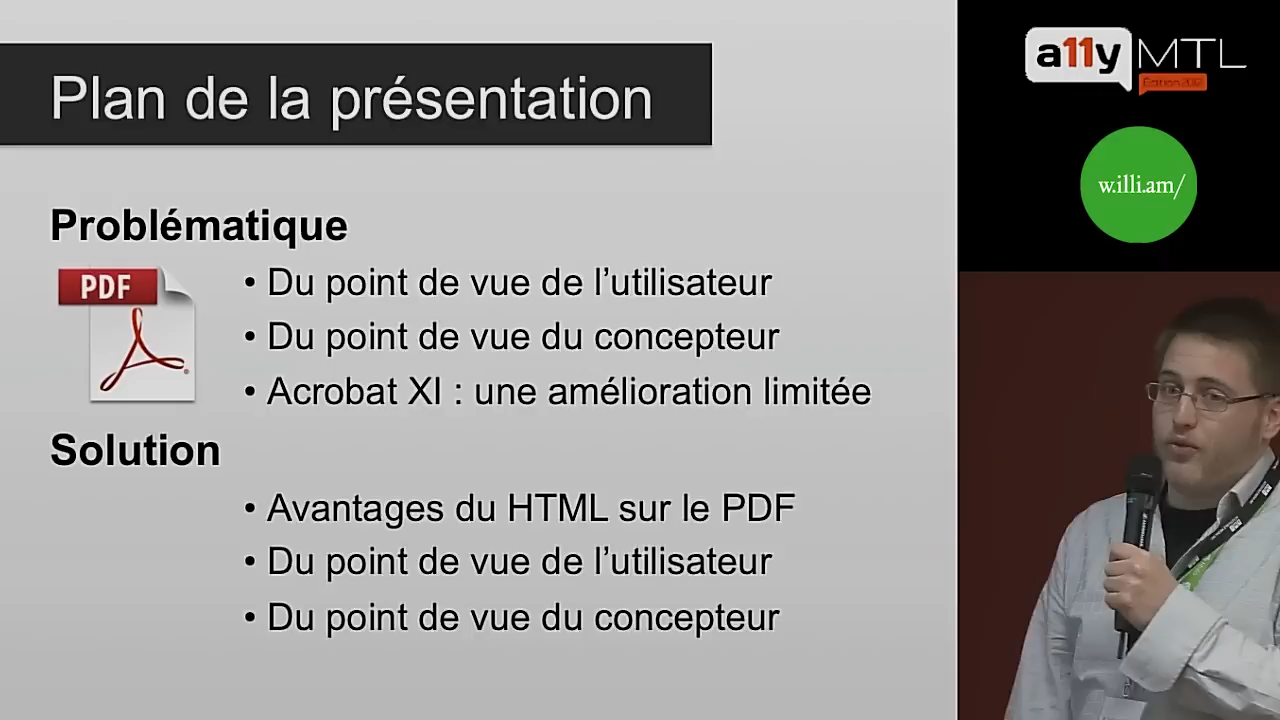 Plan de la présentation
Problématique
PDF
• Du point de vue de l’utilisateur
• Du point de vue du concepteur
• Acrobat XI : une amélioration limitée
Solution
• Avantages du HTML sur le PDF
• Du point de vue de l’utilisateur
• Du point de vue du concepteur
a11y MTL
Édition 2012
w.illi.am/